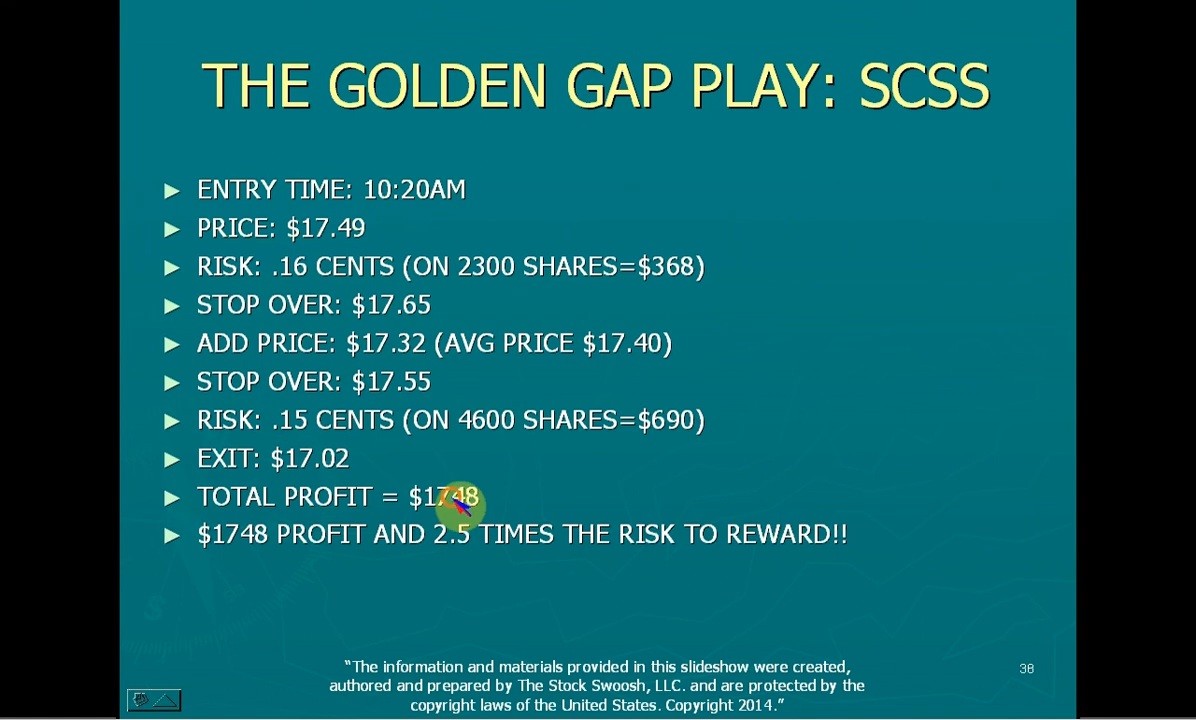 THE GOLDEN GAP PLAY: SCSS
► ENTRY TIME: 10:20AM
► PRICE: $17.49
► RISK: .16 CENTS (ON 2300 SHARES=$368)
► STOP OVER: $17.65
► ADD PRICE: $17.32 (AVG PRICE $17.40)
► STOP OVER: $17.55
► RISK: .15 CENTS (ON 4600 SHARES=$690)
► EXIT: $17.02
► TOTAL PROFIT = $1748
► $1748 PROFIT AND 2.5 TIMES THE RISK TO REWARD!!
“The information and materials provided in this slideshow were created,
authored and prepared by The Stock Swoosh, LLC. and are protected by the
copyright laws of the United States. Copyright 2014.”
38